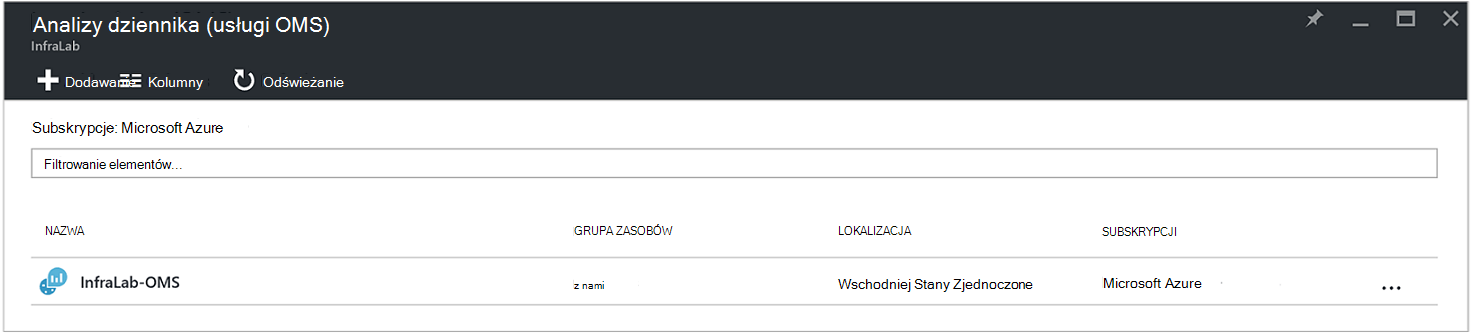 Analizy dziennika (usługi OMS)
InfraLab
Dodawanie Kolumny Odświeżanie
Subskrypcje: Microsoft Azure
Filtrowanie elementów...
NAZWA GRUPA ZASOBÓW LOKALIZACJA SUBSKRYPCJI
InfraLab-OMS z nami Wschodniej Stany Zjednoczone Microsoft Azure ...